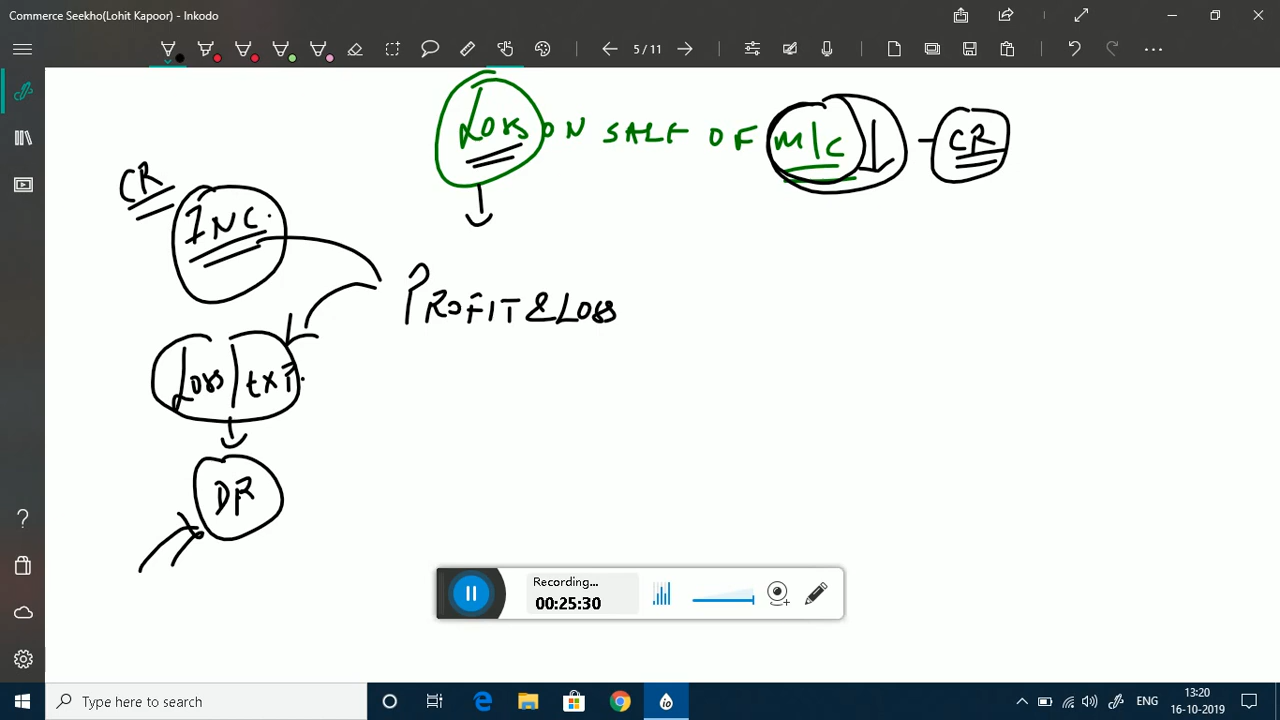 Commerce Seekho(Lohit Kapoor) - Inkodo
5/11
Loss ON SALE OF M/C ↓ - CR
CR
INC.
PROFIT & Loss
Loss | EXP.
DR
Recording...
00:25:30
Type here to search
ENG
13:20
16-10-2019